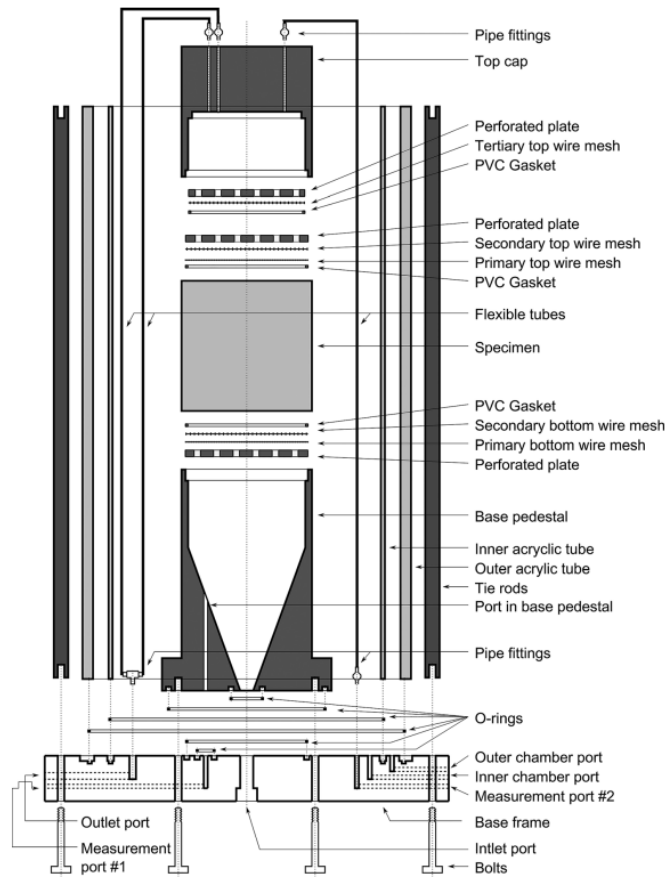 Pipe fittings
Top cap
Perforated plate
Tertiary top wire mesh
PVC Gasket
Perforated plate
Secondary top wire mesh
Primary top wire mesh
PVC Gasket
Flexible tubes
Specimen
PVC Gasket
Secondary bottom wire mesh
Primary bottom wire mesh
Perforated plate
Base pedestal
Inner acryclic tube
Outer acrylic tube
Tie rods
Port in base pedestal
Pipe fittings
O-rings
Outer chamber port
Inner chamber port
Measurement port #2
Outlet port
Base frame
Measurement
port #1
Intlet port
Bolts